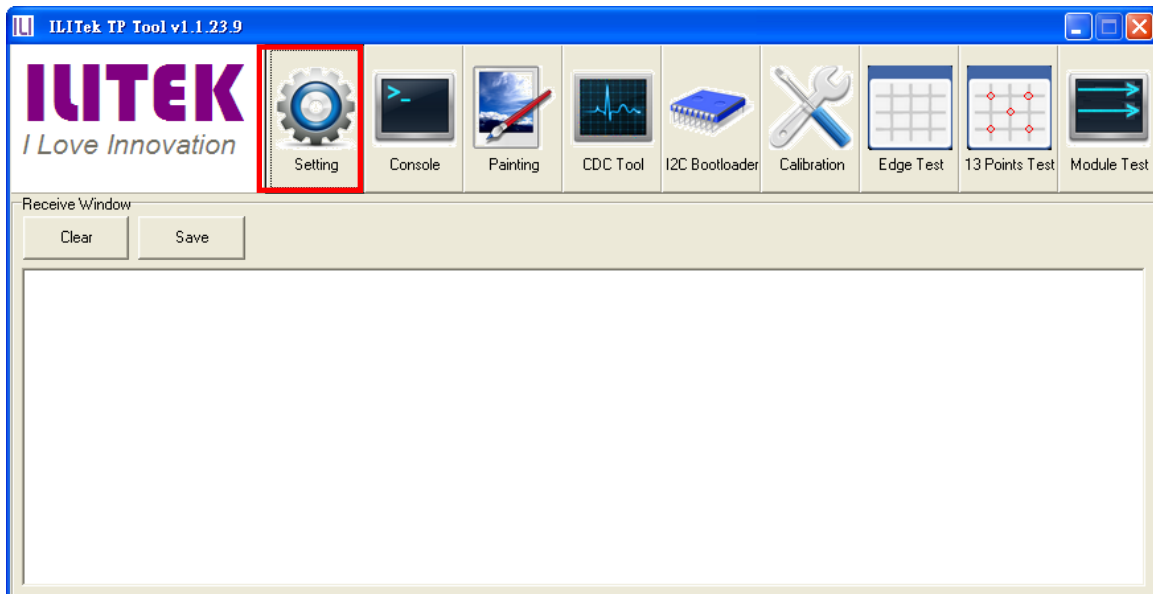 ILI ILITek TP Tool v1.1.23.9
ILITEK
I Love Innovation
Setting
Console
Painting
CDC Tool
I2C Bootloader
Calibration
Edge Test
13 Points Test
Module Test
Receive Window
Clear
Save